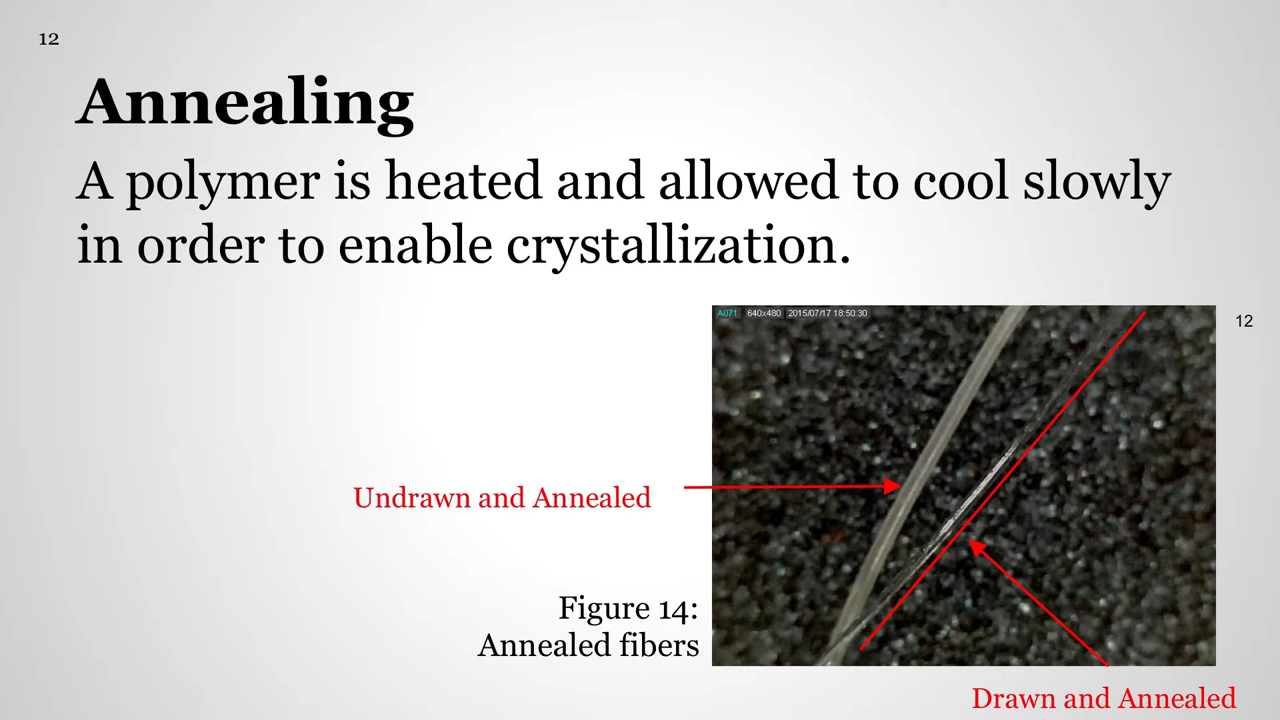 12
Annealing
A polymer is heated and allowed to cool slowly
in order to enable crystallization.
A071 640x480 2015/07/17 18:50:30
12
Undrawn and Annealed
Figure 14:
Annealed fibers
Drawn and Annealed